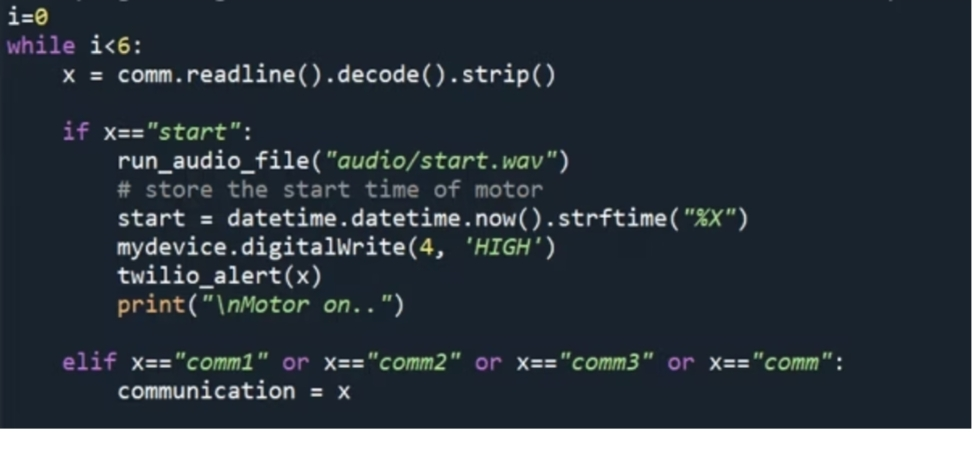 i=0
while i<6:
    x = comm.readline().decode().strip()

    if x=="start":
        run_audio_file("audio/start.wav")
        # store the start time of motor
        start = datetime.datetime.now().strftime("%X")
        mydevice.digitalWrite(4, 'HIGH')
        twilio_alert(x)
        print("\nMotor on..")

    elif x=="comm1" or x=="comm2" or x=="comm3" or x=="comm":
        communication = x